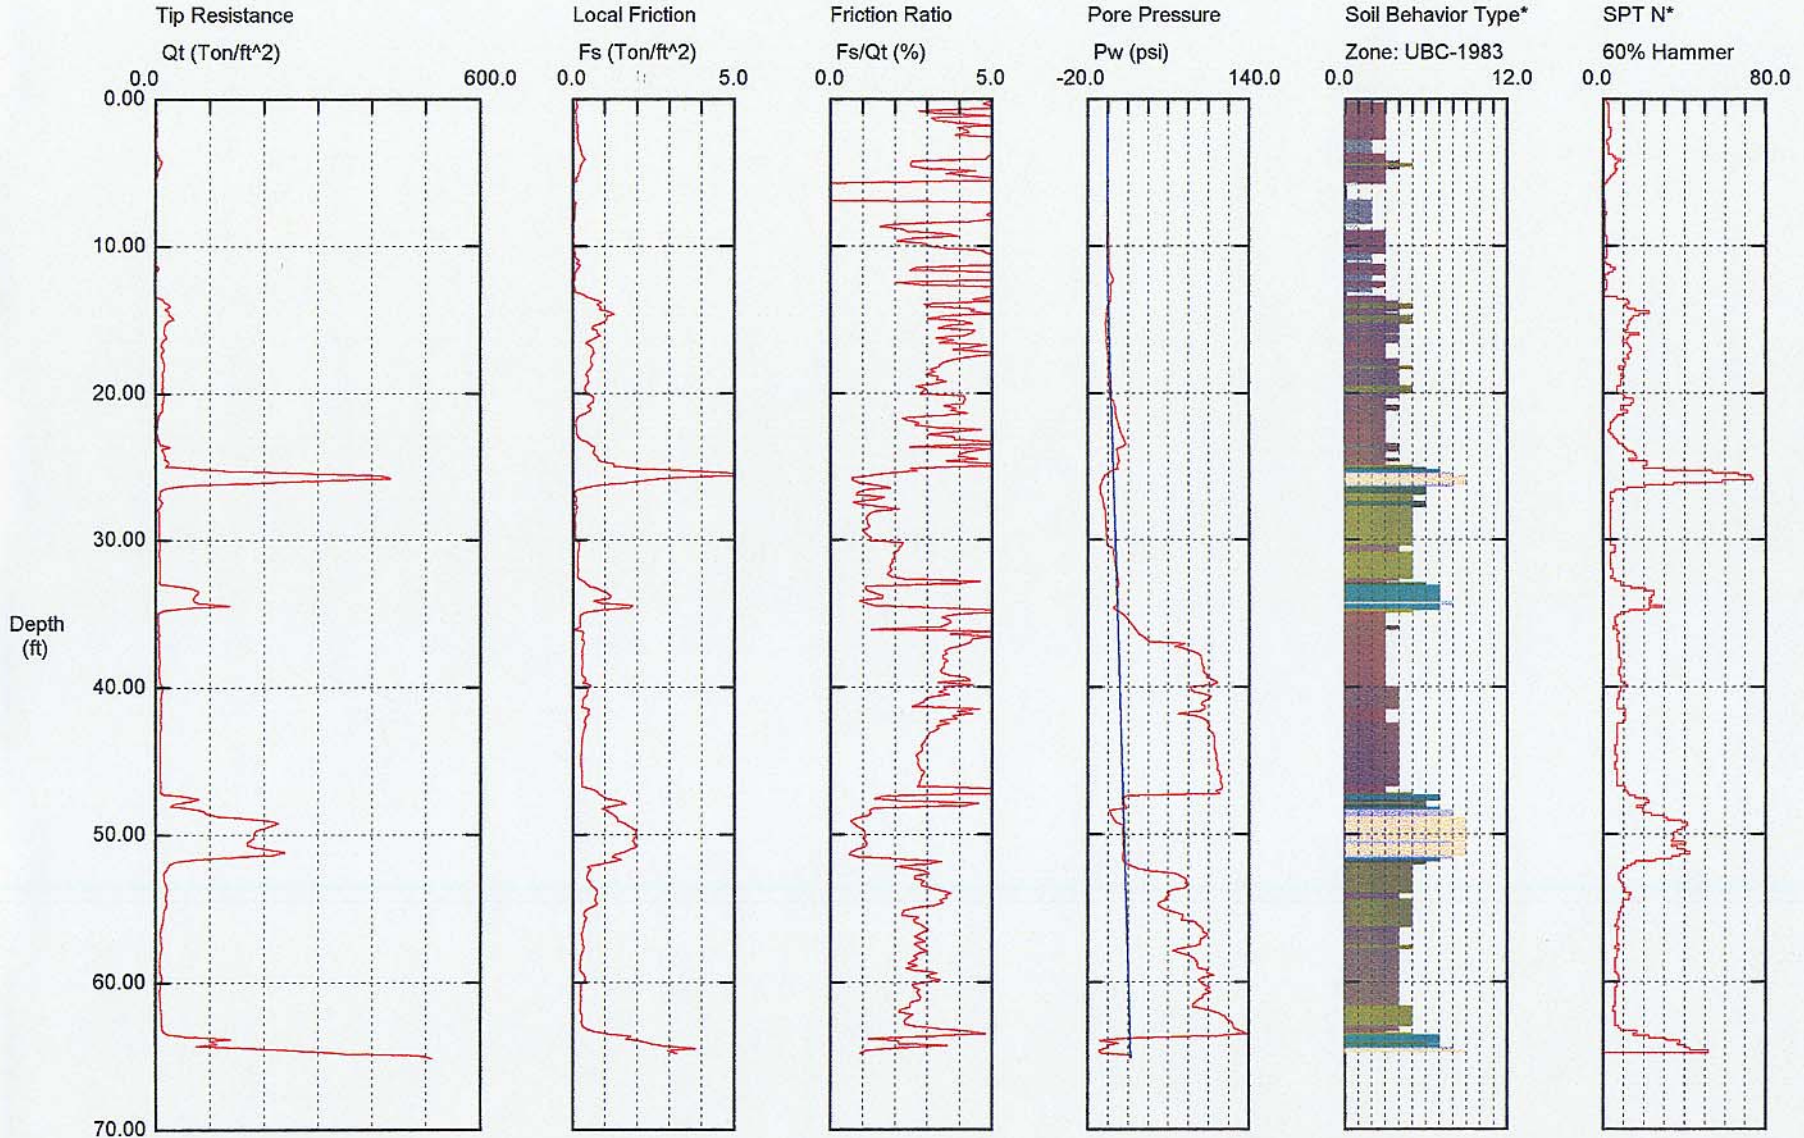 Tip Resistance
Qt (Ton/ft^2)
0.0 600.0
Local Friction
Fs (Ton/ft^2)
0.0 5.0
Friction Ratio
Fs/Qt (%)
0.0 5.0
Pore Pressure
Pw (psi)
-20.0 140.0
Soil Behavior Type*
Zone: UBC-1983
0.0 12.0
SPT N*
60% Hammer
0.0 80.0
0.00
10.00
20.00
30.00
Depth
(ft)
40.00
50.00
60.00
70.00